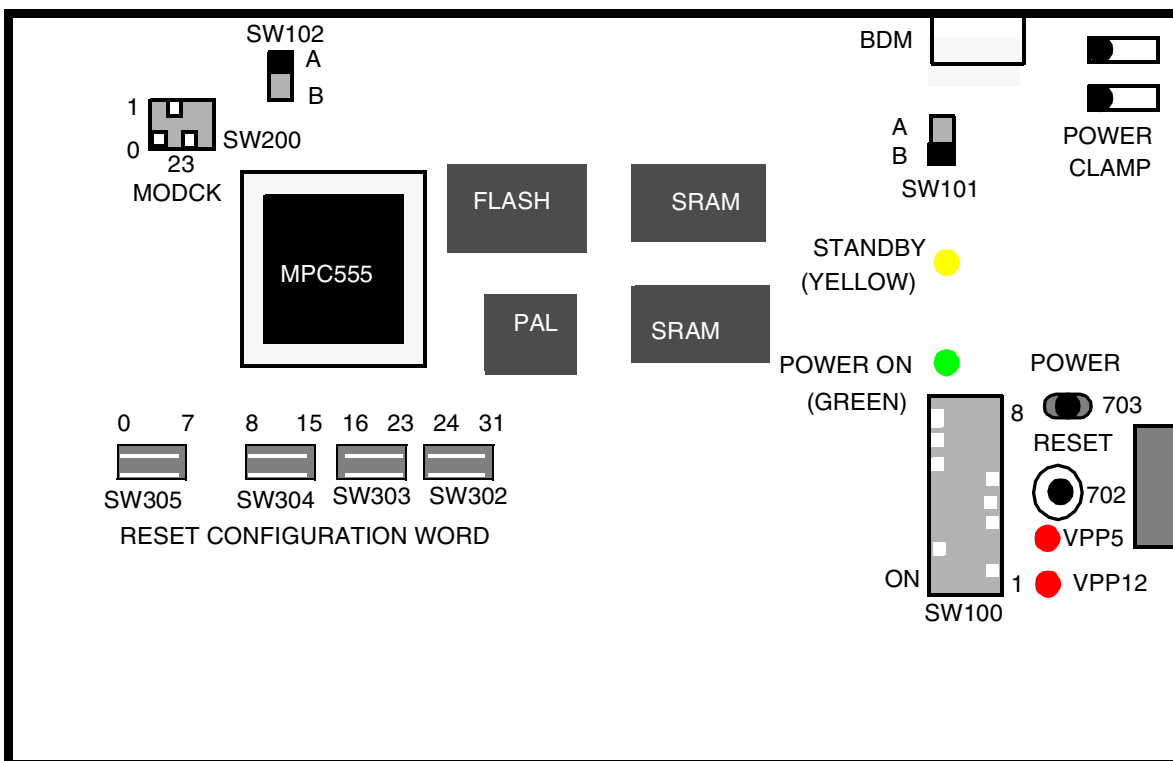 SW102
A
B
1
0
SW200
23
MODCK
BDM
A
B
SW101
POWER
CLAMP
FLASH
SRAM
MPC555
PAL
SRAM
STANDBY
(YELLOW)
POWER ON
(GREEN)
POWER
8
703
RESET
702
VPP5
ON
1
VPP12
SW100
0 7 8 15 16 23 24 31
SW305 SW304 SW303 SW302
RESET CONFIGURATION WORD